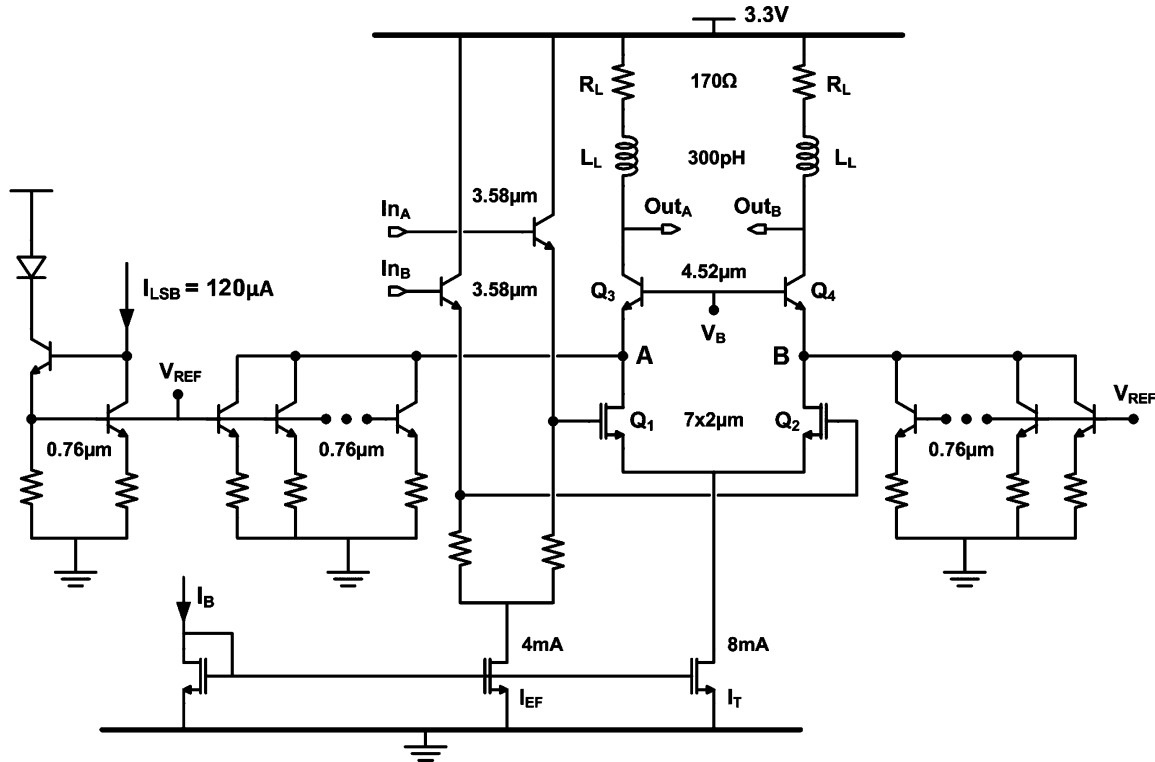 3.3V
R_L 170Ω R_L
L_L 300pH L_L
3.58µm
In_A
Out_A Out_B
In_B
3.58µm
4.52µm
I_LSB = 120µA
Q_3 Q_4
V_B
A B
V_REF
V_REF
Q_1 7x2µm Q_2
0.76µm 0.76µm 0.76µm
I_B
4mA 8mA
I_EF I_T